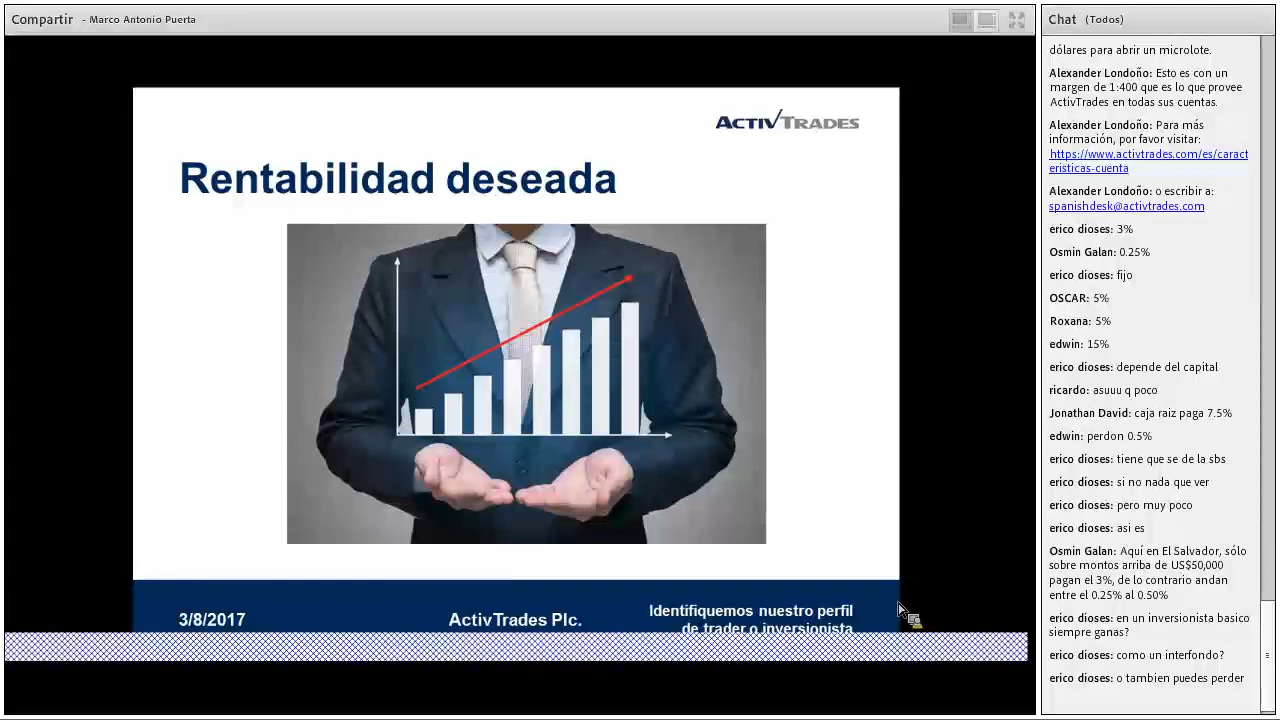 Compartir - Marco Antonio Puerta
ACTIVTRADES
Rentabilidad deseada
3/8/2017
ActivTrades Plc.
Identifiquemos nuestro perfil
de trader o inversionista
Chat (Todos)
dólares para abrir un microlote.
Alexander Londoño: Esto es con un
margen de 1:400 que es lo que provee
ActivTrades en todas sus cuentas.
Alexander Londoño: Para más
información, por favor visitar:
https://www.activtrades.com/es/caract
eristicas-cuenta
Alexander Londoño: o escribir a:
spanishdesk@activtrades.com
erico dioses: 3%
Osmin Galan: 0.25%
erico dioses: fijo
OSCAR: 5%
Roxana: 5%
edwin: 15%
erico dioses: depende del capital
ricardo: asuuu q poco
Jonathan David: caja raiz paga 7.5%
edwin: perdon 0.5%
erico dioses: tiene que se de la sbs
erico dioses: si no nada que ver
erico dioses: pero muy poco
erico dioses: asi es
Osmin Galan: Aquí en El Salvador, sólo
sobre montos arriba de US$50,000
pagan el 3%, de lo contrario andan
entre el 0.25% al 0.50%
erico dioses: en un inversionista basico
siempre ganas?
erico dioses: como un interfondo?
erico dioses: o tambien puedes perder